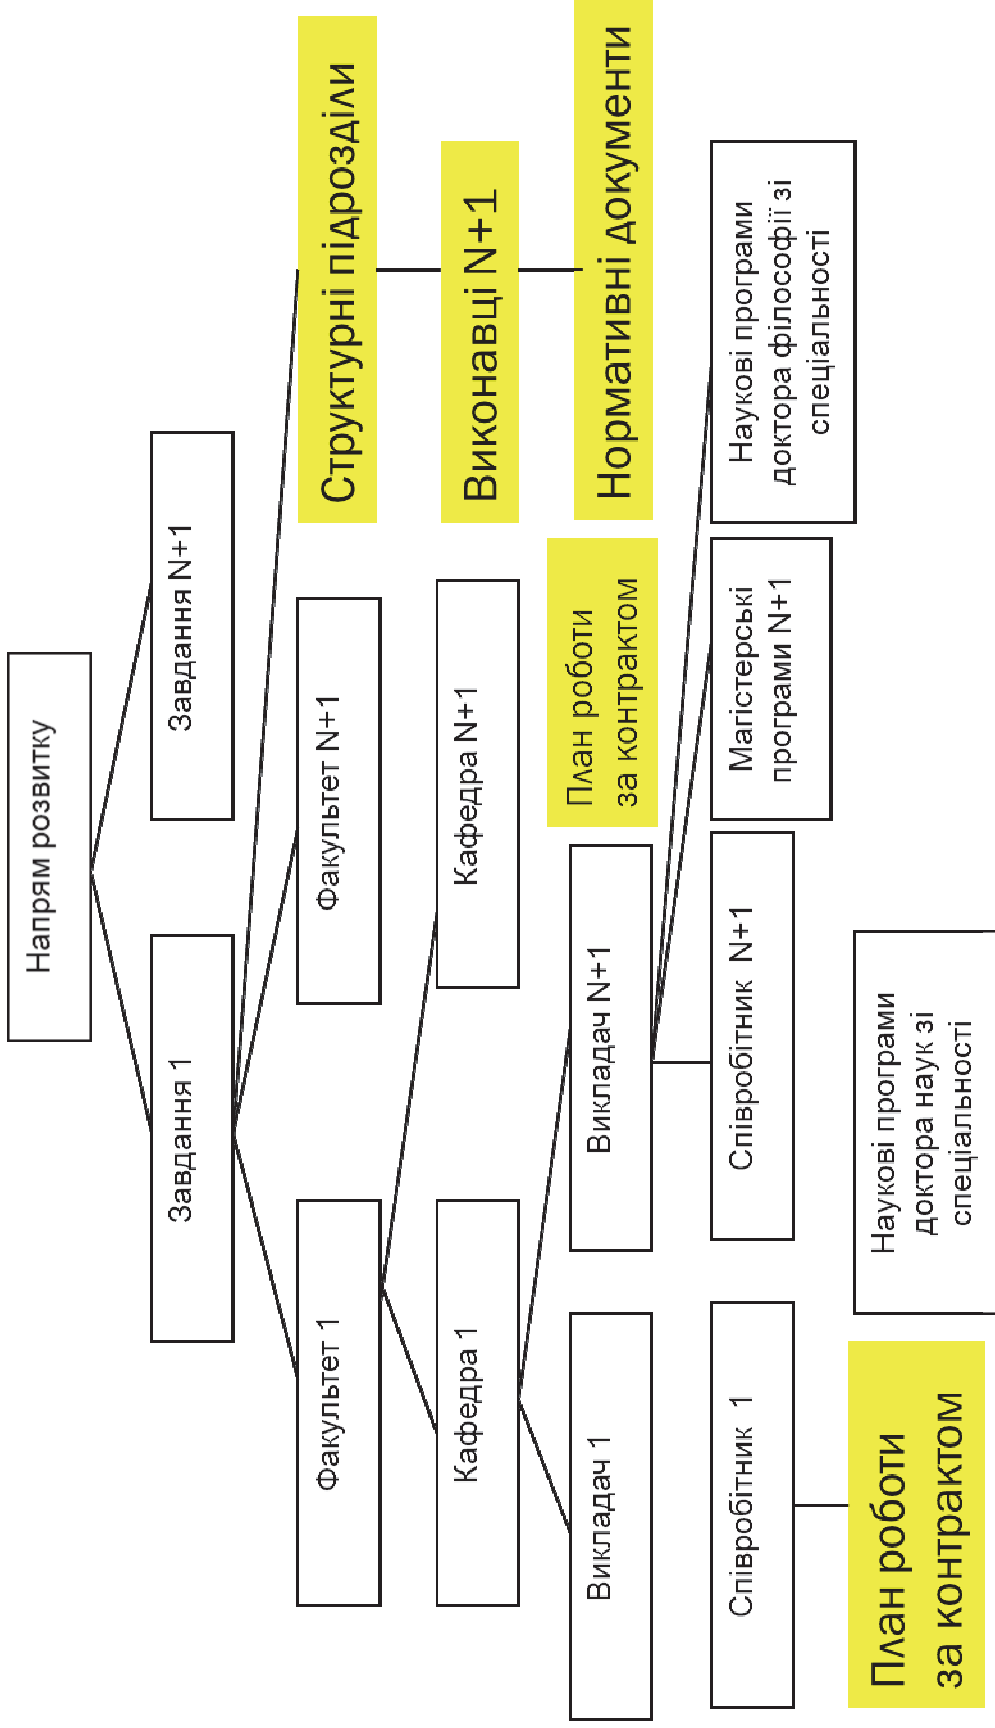 Напрям розвитку
Завдання 1
Завдання N+1
Факультет 1
Факультет N+1
Структурні підрозділи
Кафедра 1
Кафедра N+1
Виконавці N+1
Викладач 1
Викладач N+1
План роботи
за контрактом
Нормативні документи
Співробітник 1
Співробітник N+1
Магістерські
програми N+1
Наукові програми
доктора філософії зі
спеціальності
План роботи
за контрактом
Наукові програми
доктора наук зі
спеціальності